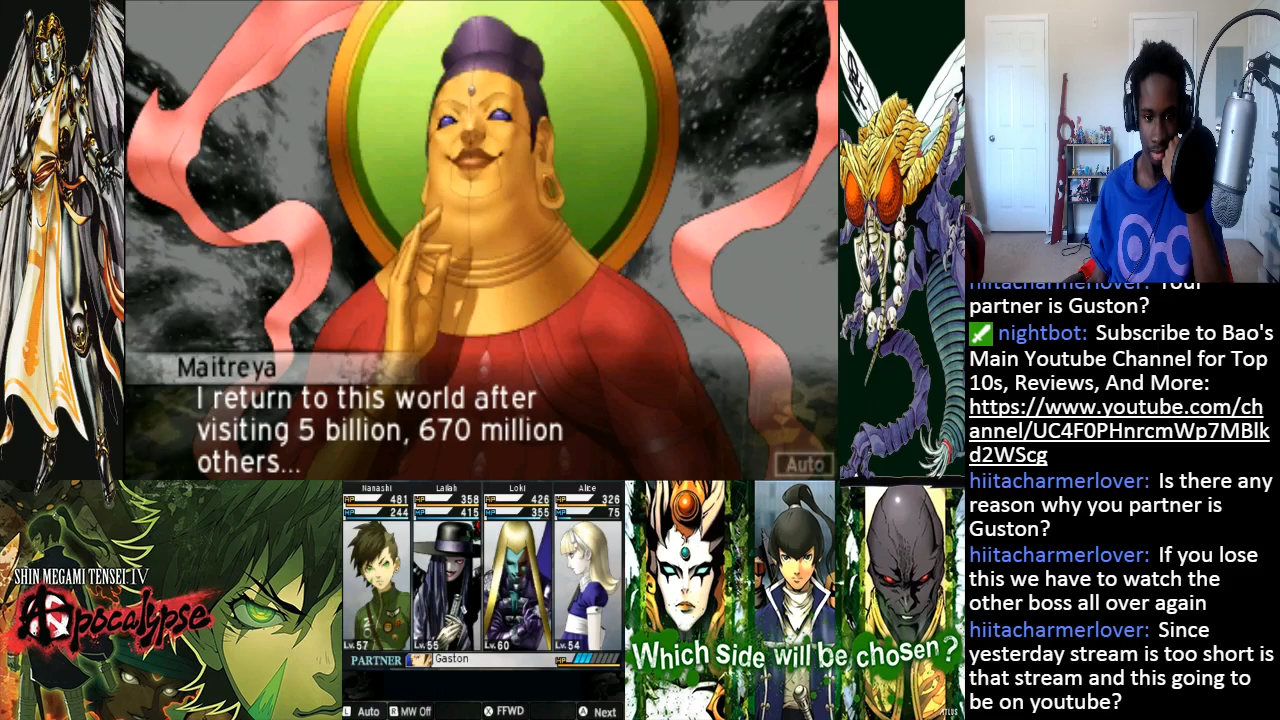 Maitreya
I return to this world after
visiting 5 billion, 670 million
others...
Auto
partner is Guston?
nightbot: Subscribe to Bao's
Main Youtube Channel for Top
10s, Reviews, And More:
https://www.youtube.com/ch
annel/UC4F0PHnrcmWp7MBlk
d2WScg
hiitacharmerlover: Is there any
reason why you partner is
Guston?
hiitacharmerlover: If you lose
this we have to watch the
other boss all over again
hiitacharmerlover: Since
yesterday stream is too short is
that stream and this going to
be on youtube?
SHIN MEGAMI TENSEI IV
Apocalypse
Nanashi
HP 481
MP 244
Lv.57
Lailah
HP 358
MP 415
Lv.55
Loki
HP 426
MP 355
Lv.60
Alice
HP 326
MP 75
Lv.54
PARTNER Gaston
L Auto R MW Off X FFWD A Next
Which side will be chosen?
ATLUS